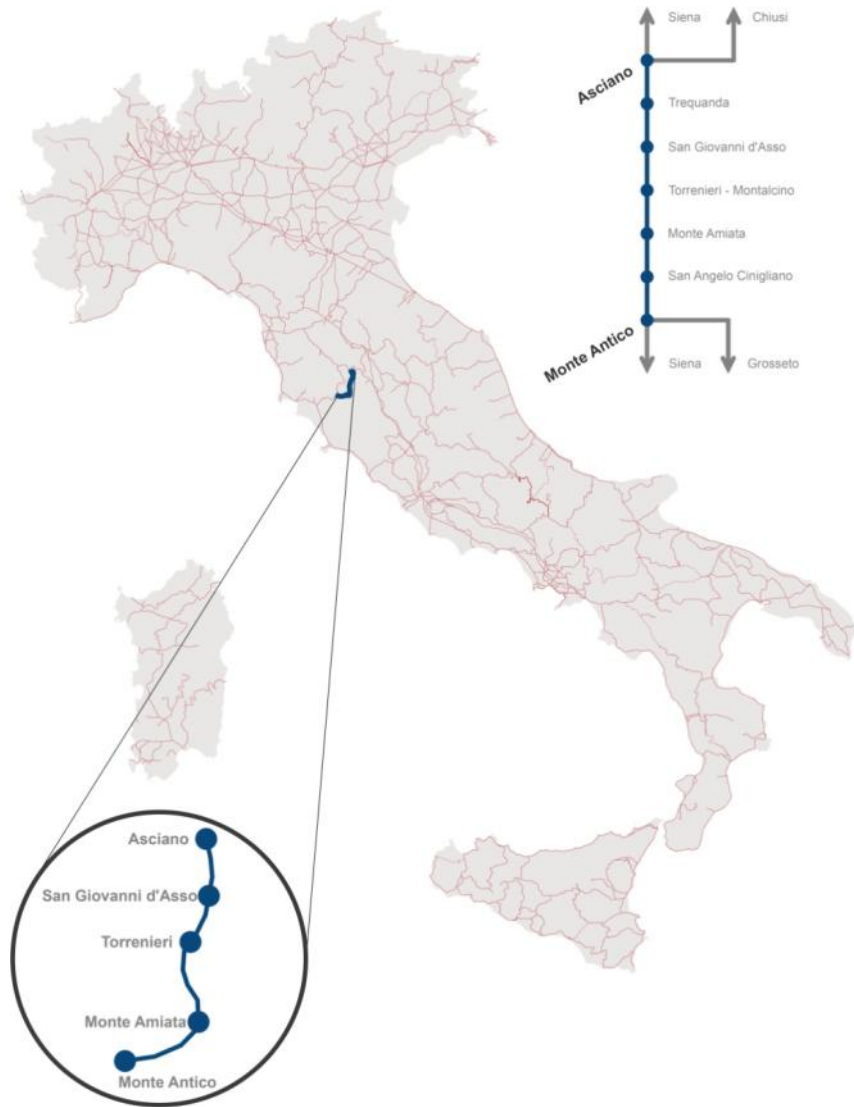 Siena
Chiusi
Asciano
Trequanda
San Giovanni d'Asso
Torrenieri - Montalcino
Monte Amiata
San Angelo Cinigliano
Monte Antico
Siena
Grosseto
Asciano
San Giovanni d'Asso
Torrenieri
Monte Amiata
Monte Antico